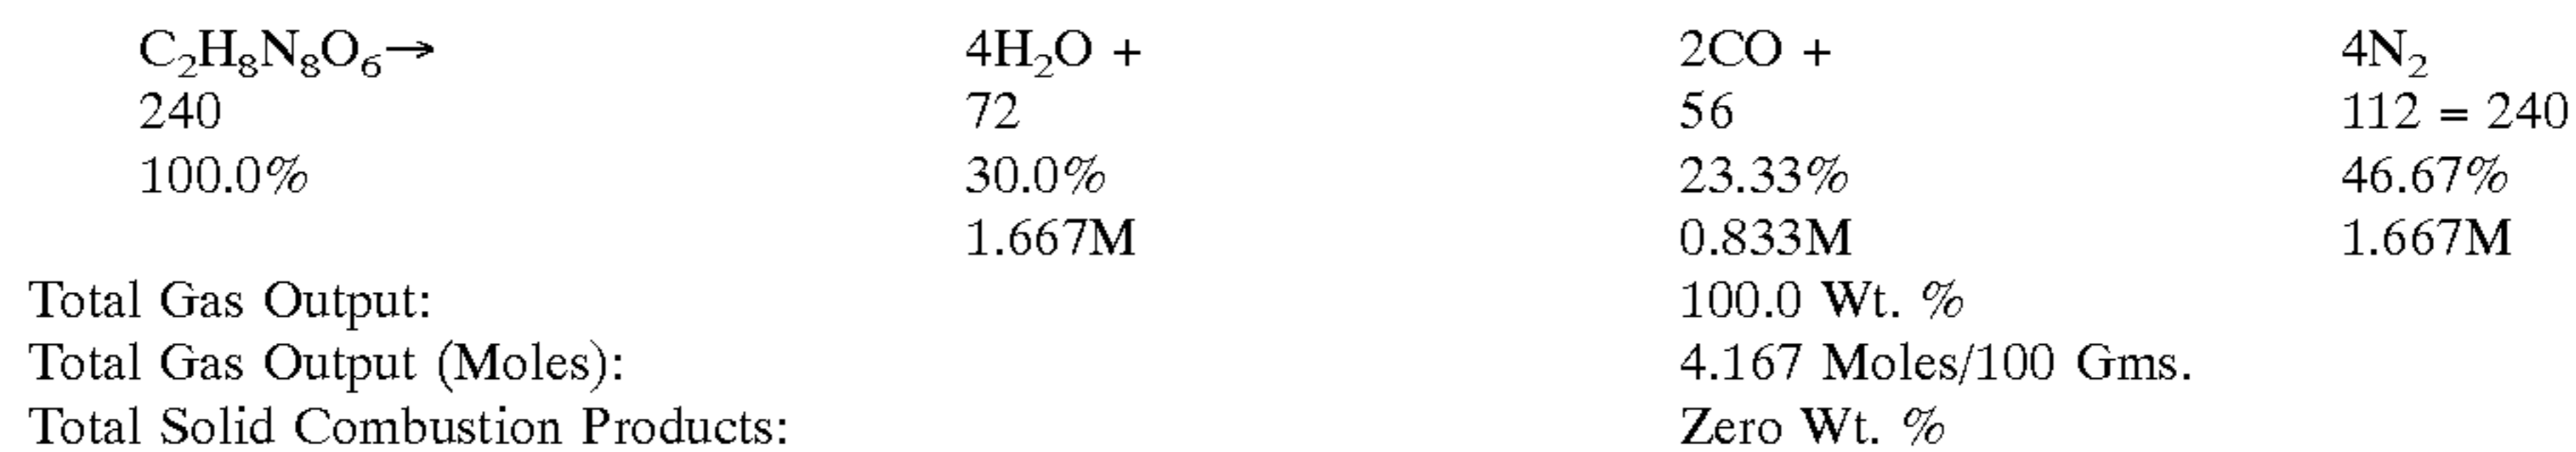 C₂H₈N₈O₆→ 4H₂O + 2CO + 4N₂
240 72 56 112 = 240
100.0% 30.0% 23.33% 46.67%
1.667M 0.833M 1.667M
Total Gas Output: 100.0 Wt. %
Total Gas Output (Moles): 4.167 Moles/100 Gms.
Total Solid Combustion Products: Zero Wt. %